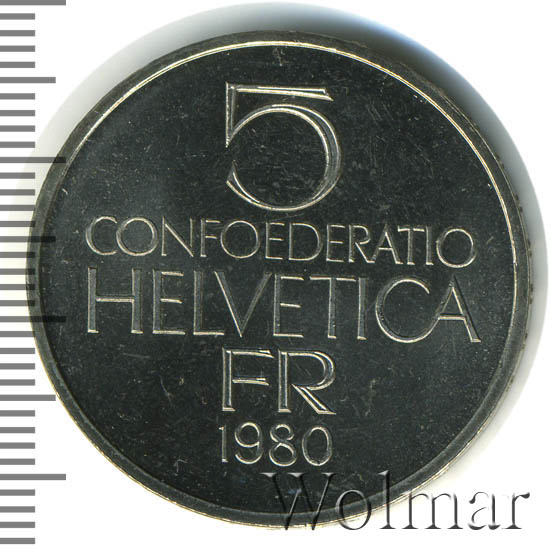 5
CONFOEDERATIO
HELVETICA
FR
1980
Wolmar